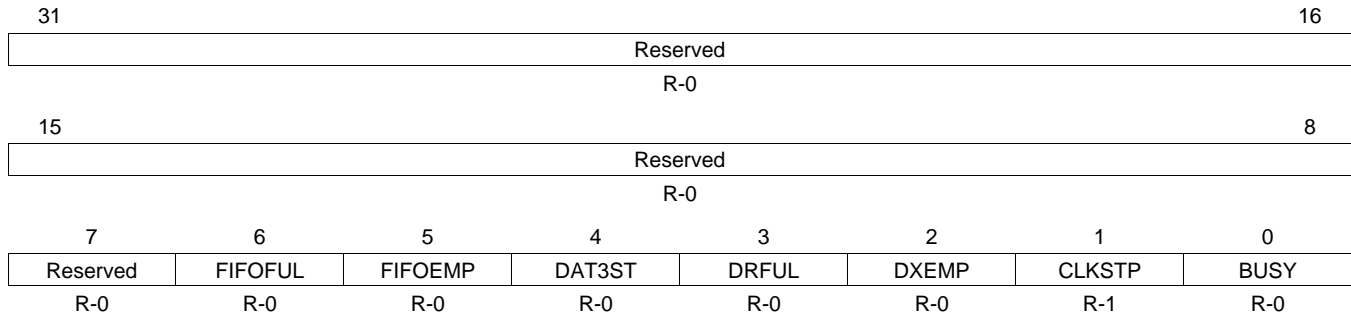 31 16
Reserved
R-0
15 8
Reserved
R-0
7 6 5 4 3 2 1 0
Reserved FIFOFUL FIFOEMP DAT3ST DRFUL DXEMP CLKSTP BUSY
R-0 R-0 R-0 R-0 R-0 R-0 R-1 R-0